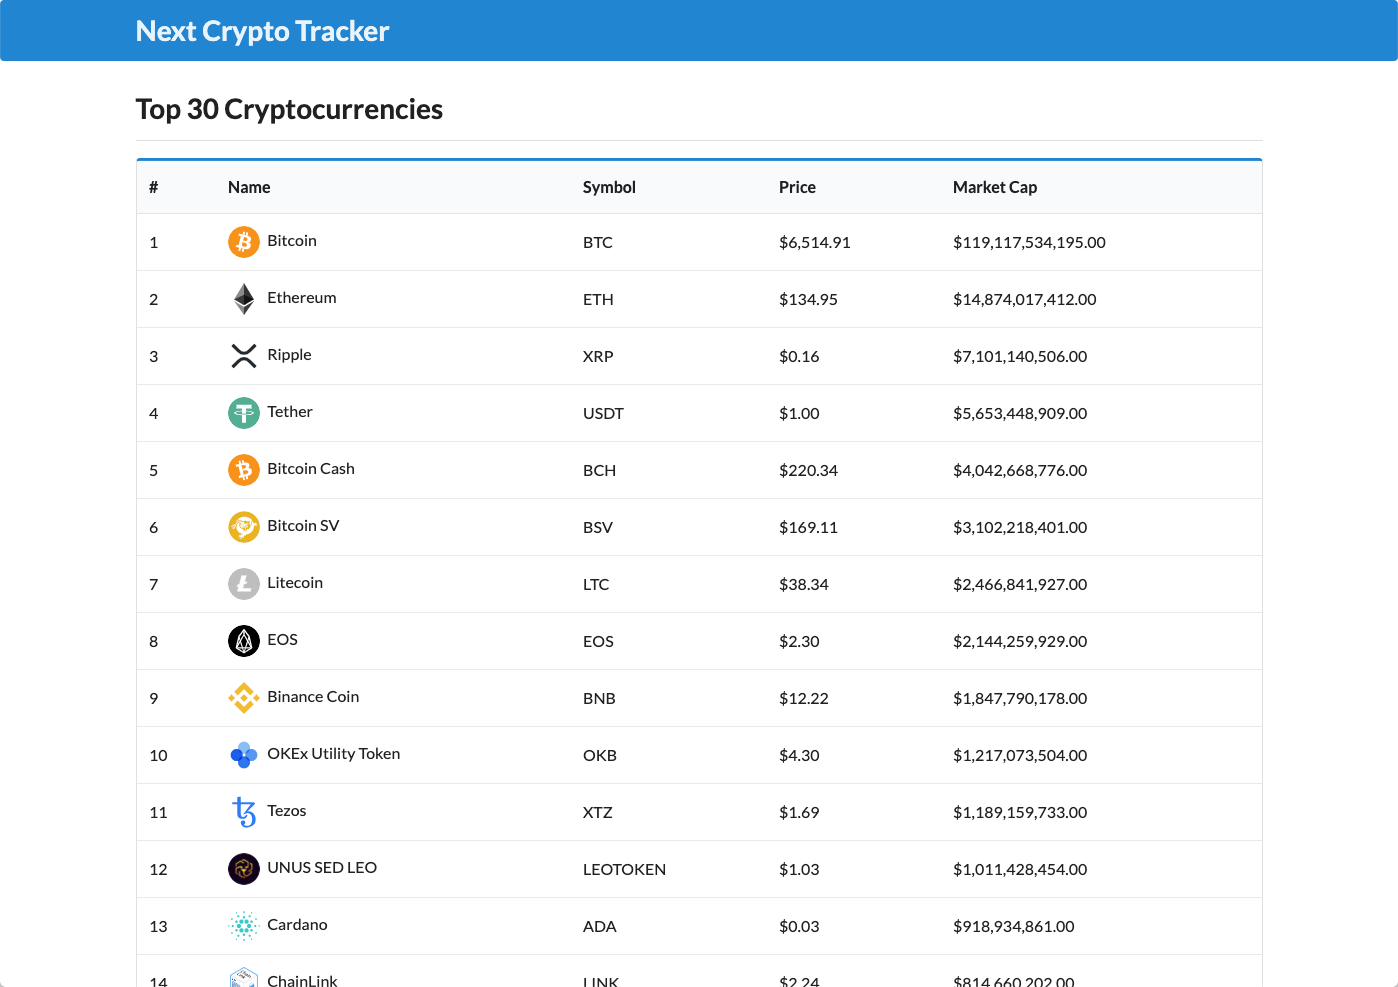 Next Crypto Tracker
Top 30 Cryptocurrencies
# Name Symbol Price Market Cap
1 Bitcoin BTC $6,514.91 $119,117,534,195.00
2 Ethereum ETH $134.95 $14,874,017,412.00
3 Ripple XRP $0.16 $7,101,140,506.00
4 Tether USDT $1.00 $5,653,448,909.00
5 Bitcoin Cash BCH $220.34 $4,042,668,776.00
6 Bitcoin SV BSV $169.11 $3,102,218,401.00
7 Litecoin LTC $38.34 $2,466,841,927.00
8 EOS EOS $2.30 $2,144,259,929.00
9 Binance Coin BNB $12.22 $1,847,790,178.00
10 OKEx Utility Token OKB $4.30 $1,217,073,504.00
11 Tezos XTZ $1.69 $1,189,159,733.00
12 UNUS SED LEO LEOTOKEN $1.03 $1,011,428,454.00
13 Cardano ADA $0.03 $918,934,861.00
14 ChainLink LINK $2.24 $814,660,202.00